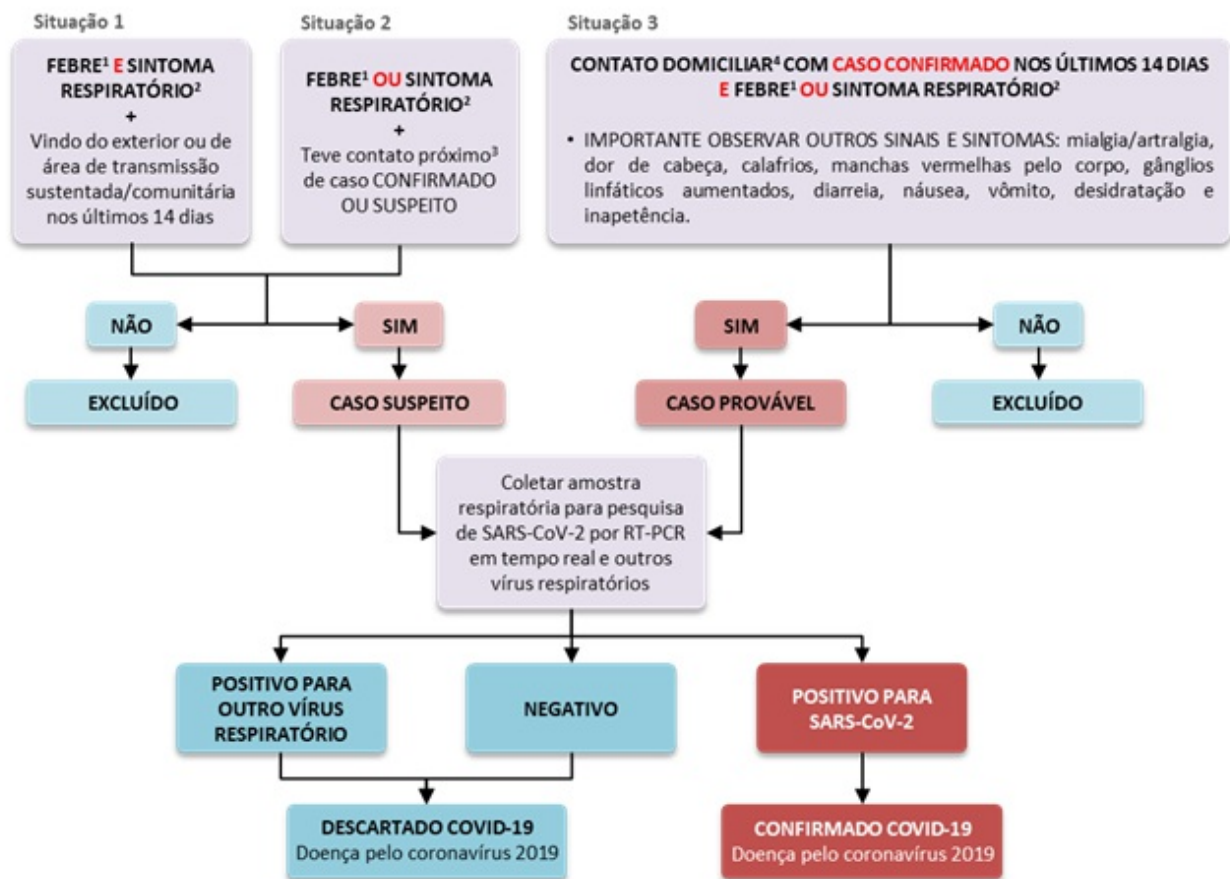 Situação 1
FEBRE¹ E SINTOMA
RESPIRATÓRIO²
+
Vindo do exterior ou de
área de transmissão
sustentada/comunitária
nos últimos 14 dias
Situação 2
FEBRE¹ OU SINTOMA
RESPIRATÓRIO²
+
Teve contato próximo³
de caso CONFIRMADO
OU SUSPEITO
Situação 3
CONTATO DOMICILIAR⁴ COM CASO CONFIRMADO NOS ÚLTIMOS 14 DIAS
E FEBRE¹ OU SINTOMA RESPIRATÓRIO²
• IMPORTANTE OBSERVAR OUTROS SINAIS E SINTOMAS: mialgia/artralgia,
dor de cabeça, calafrios, manchas vermelhas pelo corpo, gânglios
linfáticos aumentados, diarreia, náusea, vômito, desidratação e
inapetência.
NÃO
SIM
SIM
NÃO
EXCLUÍDO
CASO SUSPEITO
CASO PROVÁVEL
EXCLUÍDO
Coletar amostra
respiratória para pesquisa
de SARS-CoV-2 por RT-PCR
em tempo real e outros
vírus respiratórios
POSITIVO PARA
OUTRO VÍRUS
RESPIRATÓRIO
NEGATIVO
POSITIVO PARA
SARS-CoV-2
DESCARTADO COVID-19
Doença pelo coronavírus 2019
CONFIRMADO COVID-19
Doença pelo coronavírus 2019